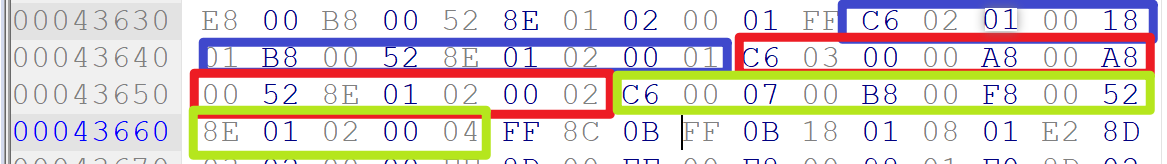 00043630 E8 00 B8 00 52 8E 01 02 00 01 FF C6 02 01 00 18
00043640 01 B8 00 52 8E 01 02 00 01 C6 03 00 00 A8 00 A8
00043650 00 52 8E 01 02 00 02 C6 00 07 00 B8 00 F8 00 52
00043660 8E 01 02 00 04 FF 8C 0B FF 0B 18 01 08 01 E2 8D